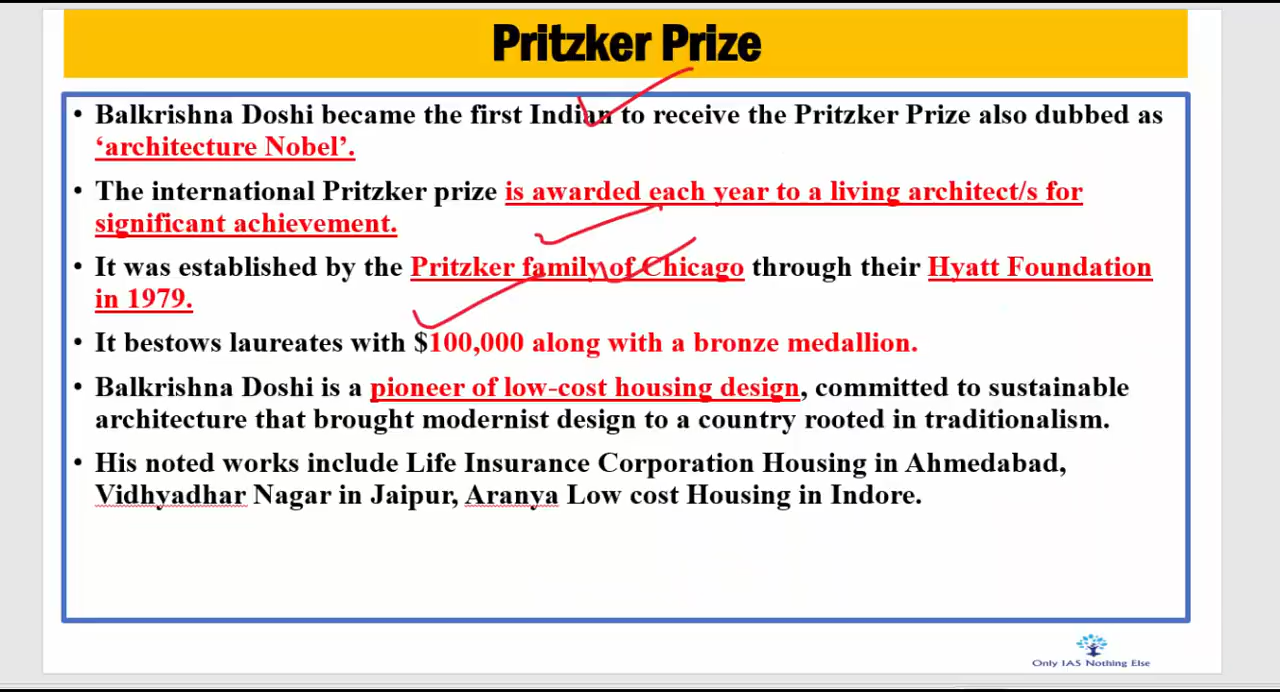 Pritzker Prize
• Balkrishna Doshi became the first Indian to receive the Pritzker Prize also dubbed as
‘architecture Nobel’.
• The international Pritzker prize is awarded each year to a living architect/s for
significant achievement.
• It was established by the Pritzker family of Chicago through their Hyatt Foundation
in 1979.
• It bestows laureates with $100,000 along with a bronze medallion.
• Balkrishna Doshi is a pioneer of low-cost housing design, committed to sustainable
architecture that brought modernist design to a country rooted in traditionalism.
• His noted works include Life Insurance Corporation Housing in Ahmedabad,
Vidhyadhar Nagar in Jaipur, Aranya Low cost Housing in Indore.
Only IAS Nothing Else